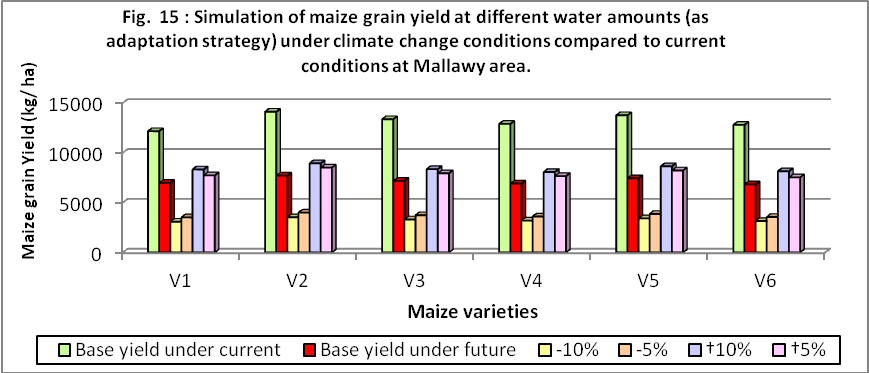 Fig. 15 : Simulation of maize grain yield at different water amounts (as
adaptation strategy) under climate change conditions compared to current
conditions at Mallawy area.
Maize grain Yield (kg/ ha)
15000
10000
5000
0
V1 V2 V3 V4 V5 V6
Maize varieties
Base yield under current Base yield under future -10% -5% †10% †5%